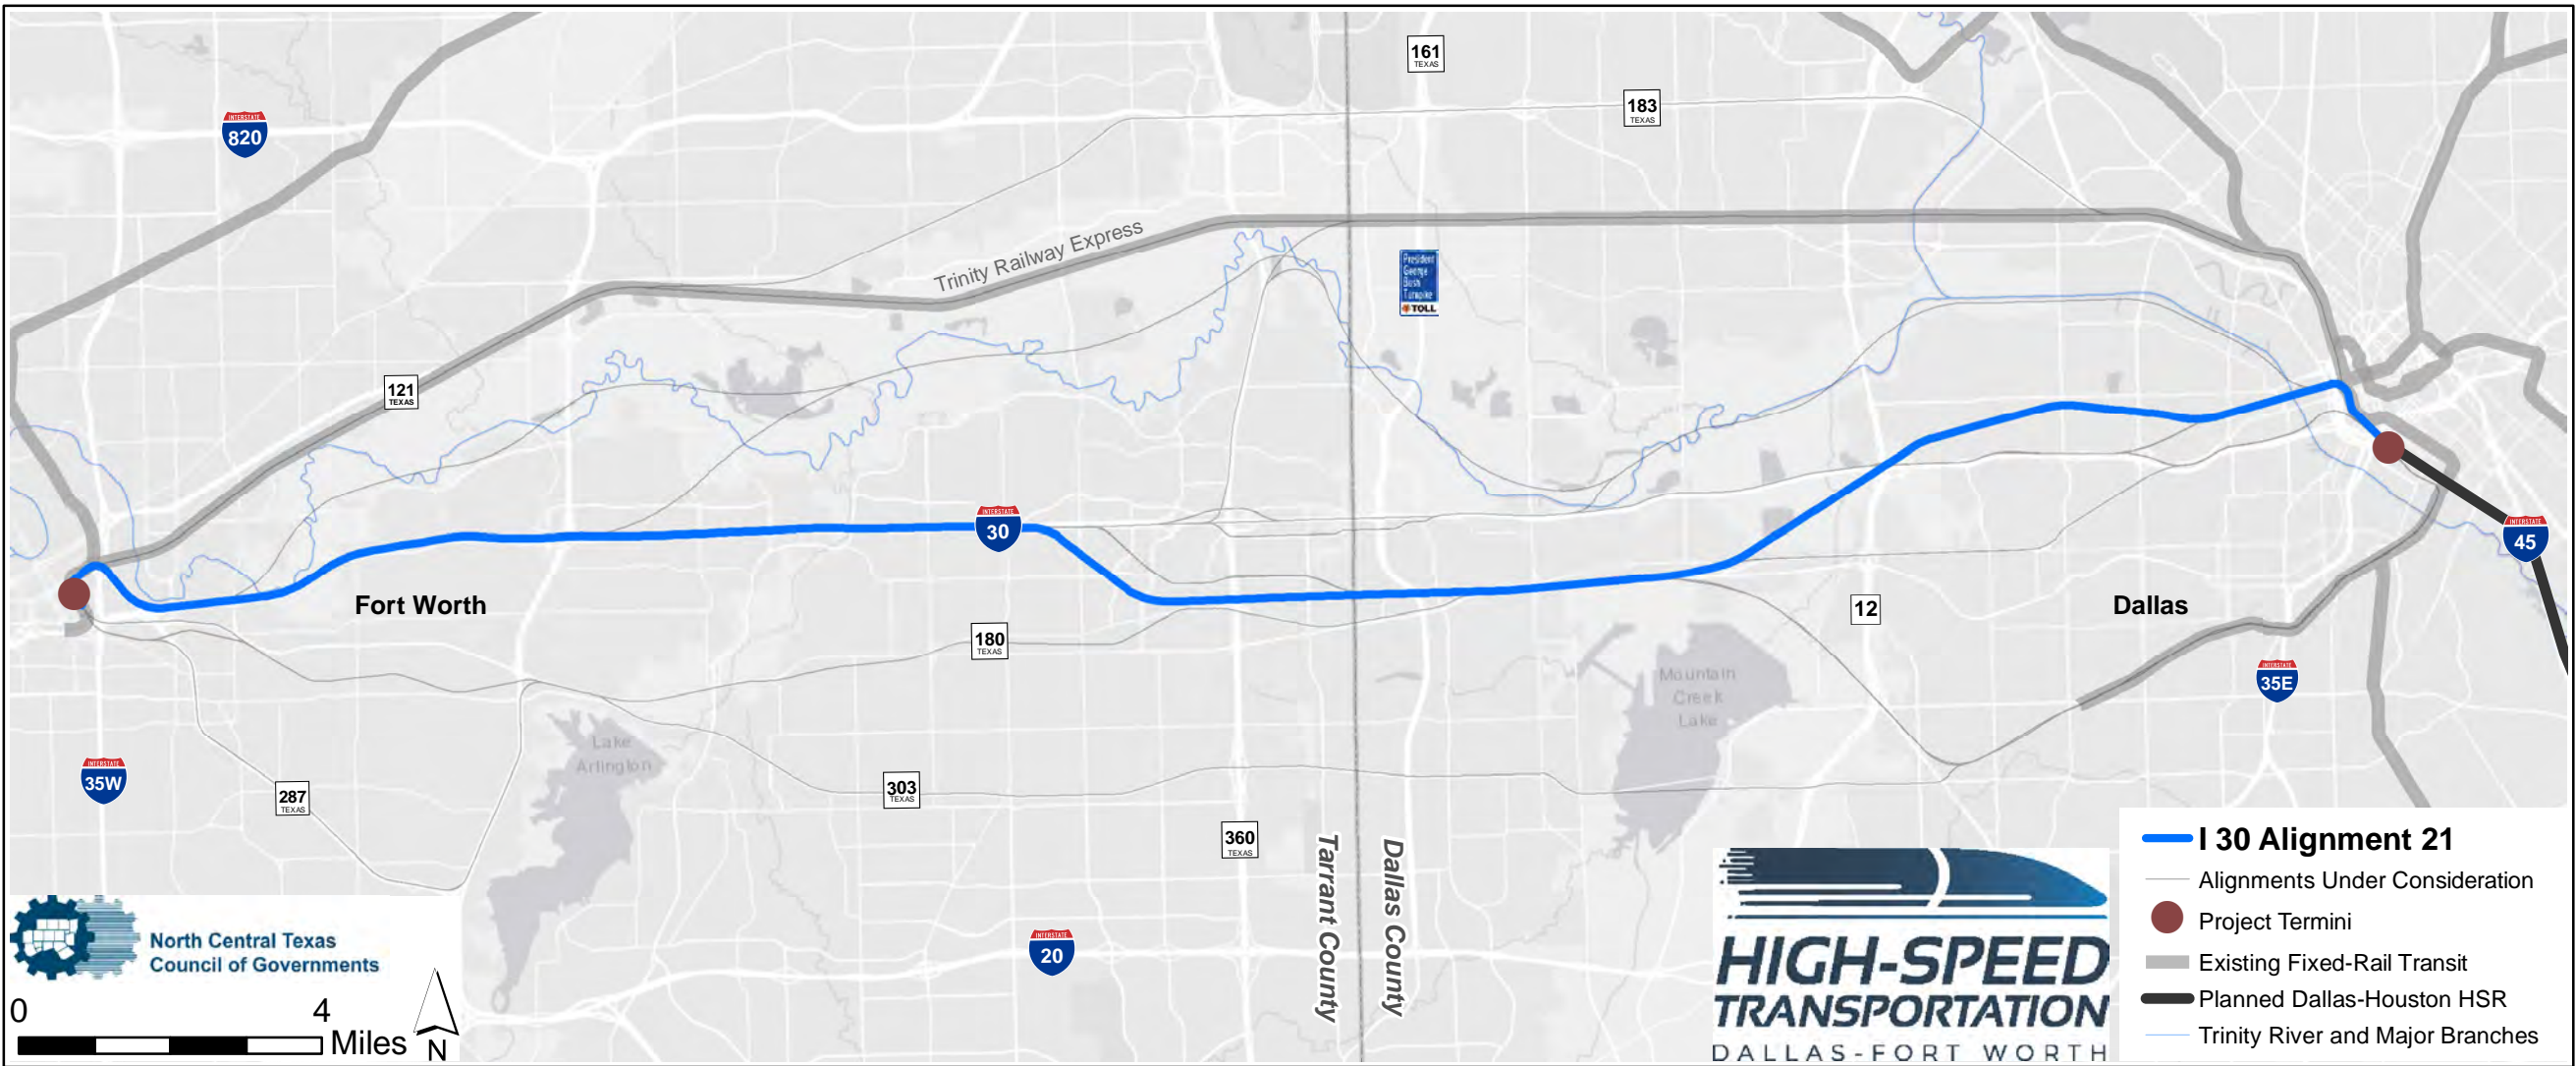 161
TEXAS
183
TEXAS
INTERSTATE
820
Trinity Railway Express
President
George
Bush
Turnpike
TOLL
121
TEXAS
INTERSTATE
30
INTERSTATE
45
Fort Worth
12
Dallas
180
TEXAS
Mountain
Creek
Lake
INTERSTATE
35E
Lake
Arlington
INTERSTATE
35W
287
TEXAS
303
TEXAS
360
TEXAS
Tarrant County
Dallas County
INTERSTATE
20
North Central Texas
Council of Governments
0 4
Miles
N
HIGH-SPEED
TRANSPORTATION
DALLAS-FORT WORTH
I 30 Alignment 21
Alignments Under Consideration
Project Termini
Existing Fixed-Rail Transit
Planned Dallas-Houston HSR
Trinity River and Major Branches